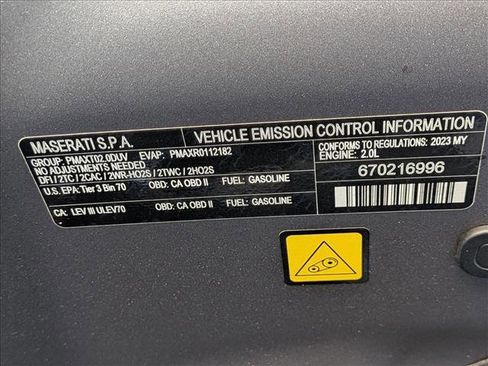 MASERATI S.P.A. VEHICLE EMISSION CONTROL INFORMATION
GROUP: PMAXT02.0DUV EVAP: PMAXR0112182
NO ADJUSTMENTS NEEDED
DFI / 2TC / 2CAC / 2WR-HO2S / 2TWC / 2HO2S
U.S. EPA: Tier 3 Bin 70 OBD: CA OBD II FUEL: GASOLINE
CA: LEV III ULEV70 OBD: CA OBD II FUEL: GASOLINE
CONFORMS TO REGULATIONS: 2023 MY
ENGINE: 2.0L
670216996